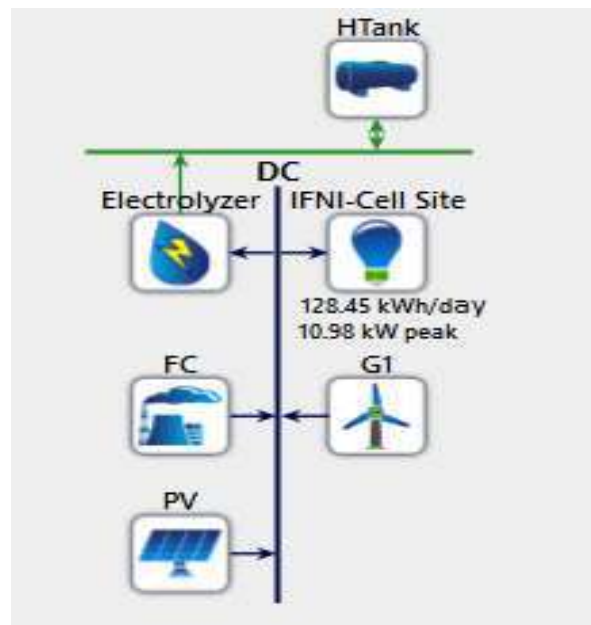 HTank
DC
Electrolyzer
IFNI-Cell Site
128.45 kWh/day
10.98 kW peak
FC
G1
PV